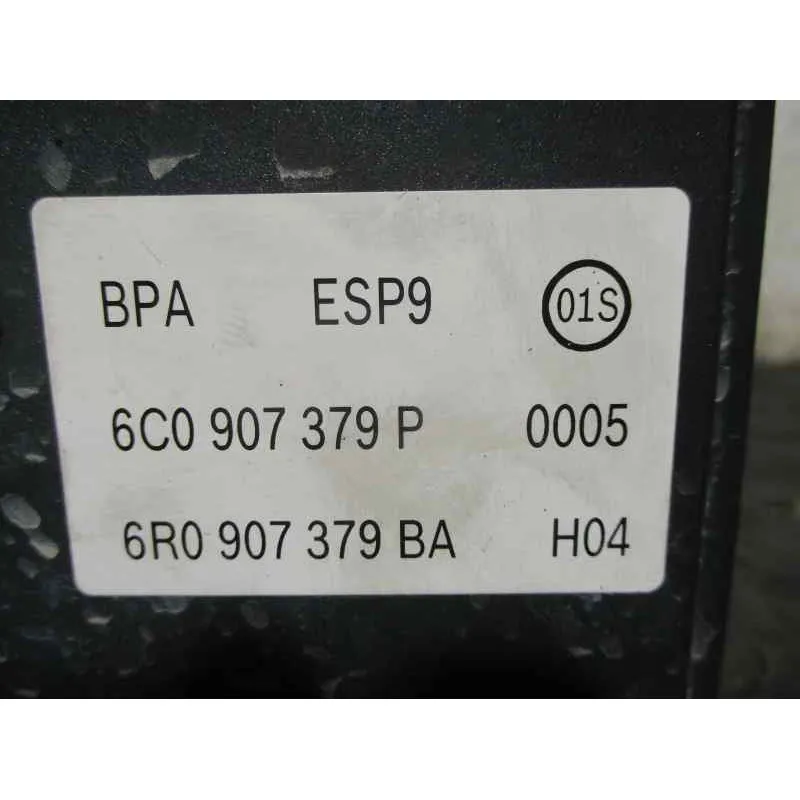 BPA ESP9 01S
6C0 907 379 P 0005
6R0 907 379 BA H04